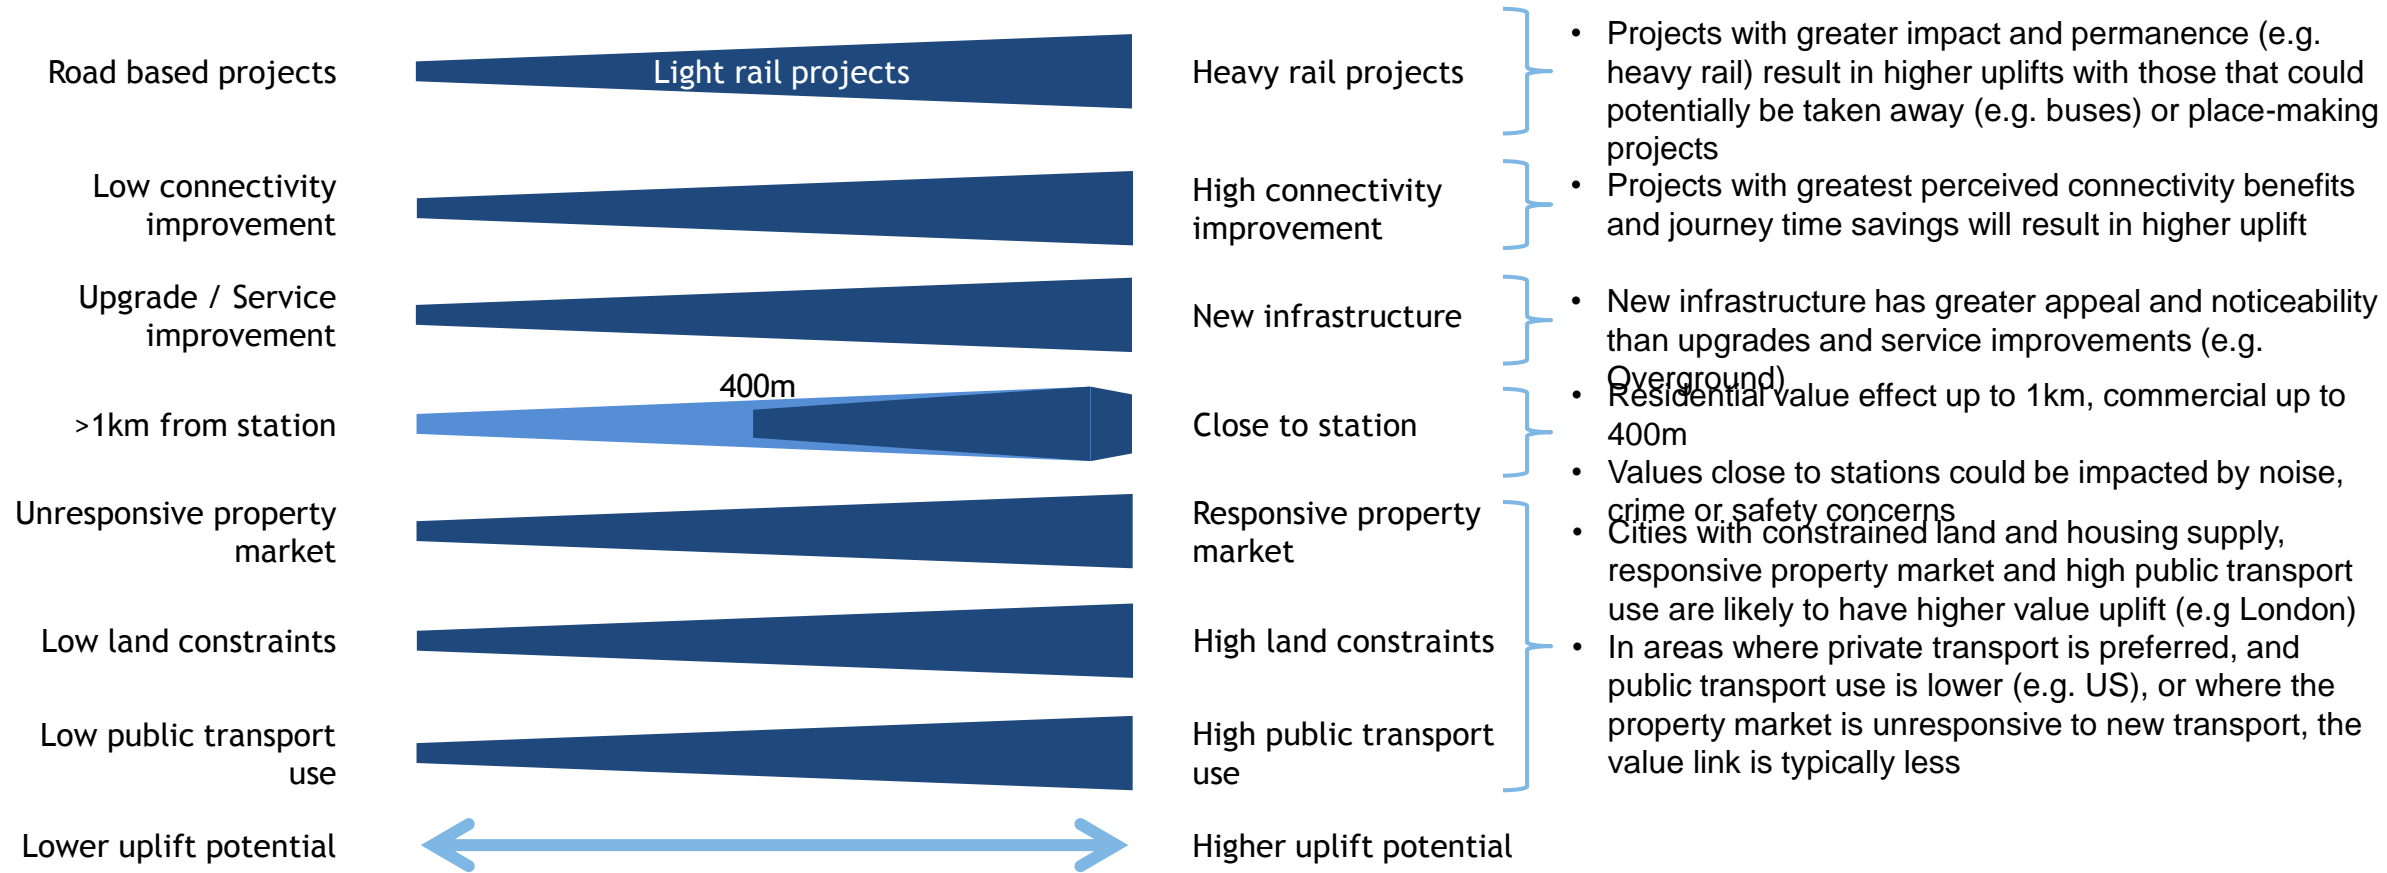 Road based projects
Light rail projects
Heavy rail projects
• Projects with greater impact and permanence (e.g.
heavy rail) result in higher uplifts with those that could
potentially be taken away (e.g. buses) or place-making
projects
Low connectivity
improvement
High connectivity
improvement
• Projects with greatest perceived connectivity benefits
and journey time savings will result in higher uplift
Upgrade / Service
improvement
New infrastructure
• New infrastructure has greater appeal and noticeability
than upgrades and service improvements (e.g.
Overground)
>1km from station
400m
Close to station
• Residential value effect up to 1km, commercial up to
400m
• Values close to stations could be impacted by noise,
crime or safety concerns
Unresponsive property
market
Responsive property
market
Low land constraints
High land constraints
Low public transport
use
High public transport
use
• Cities with constrained land and housing supply,
responsive property market and high public transport
use are likely to have higher value uplift (e.g London)
• In areas where private transport is preferred, and
public transport use is lower (e.g. US), or where the
property market is unresponsive to new transport, the
value link is typically less
Lower uplift potential
Higher uplift potential